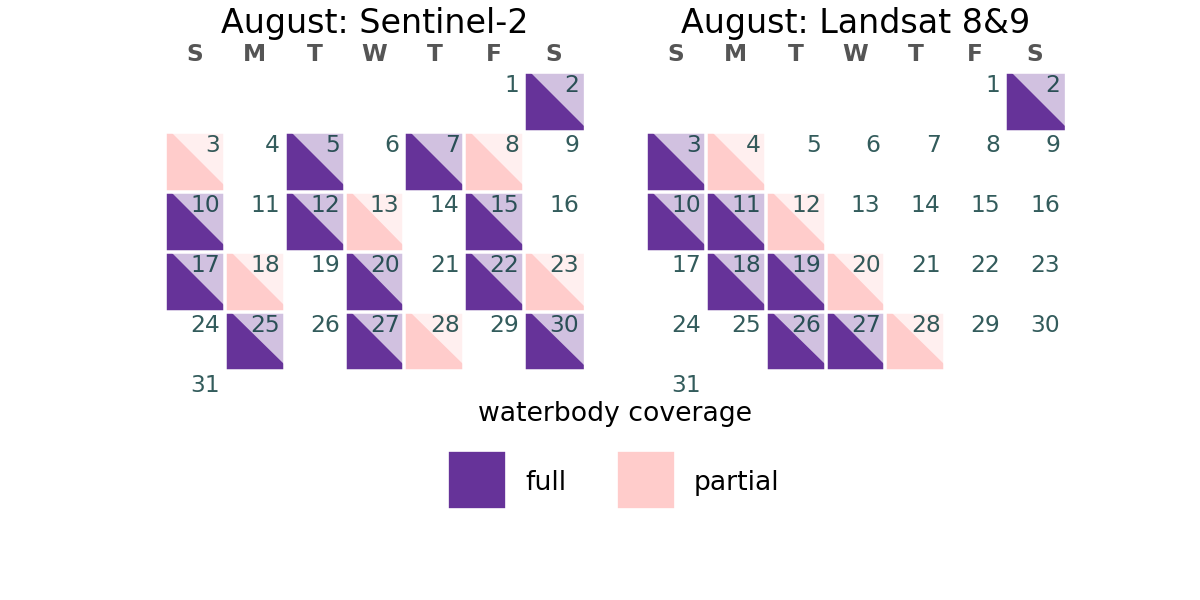 August: Sentinel-2
S M T W T F S
1 2
3 4 5 6 7 8 9
10 11 12 13 14 15 16
17 18 19 20 21 22 23
24 25 26 27 28 29 30
31
August: Landsat 8&9
S M T W T F S
1 2
3 4 5 6 7 8 9
10 11 12 13 14 15 16
17 18 19 20 21 22 23
24 25 26 27 28 29 30
31
waterbody coverage
full partial